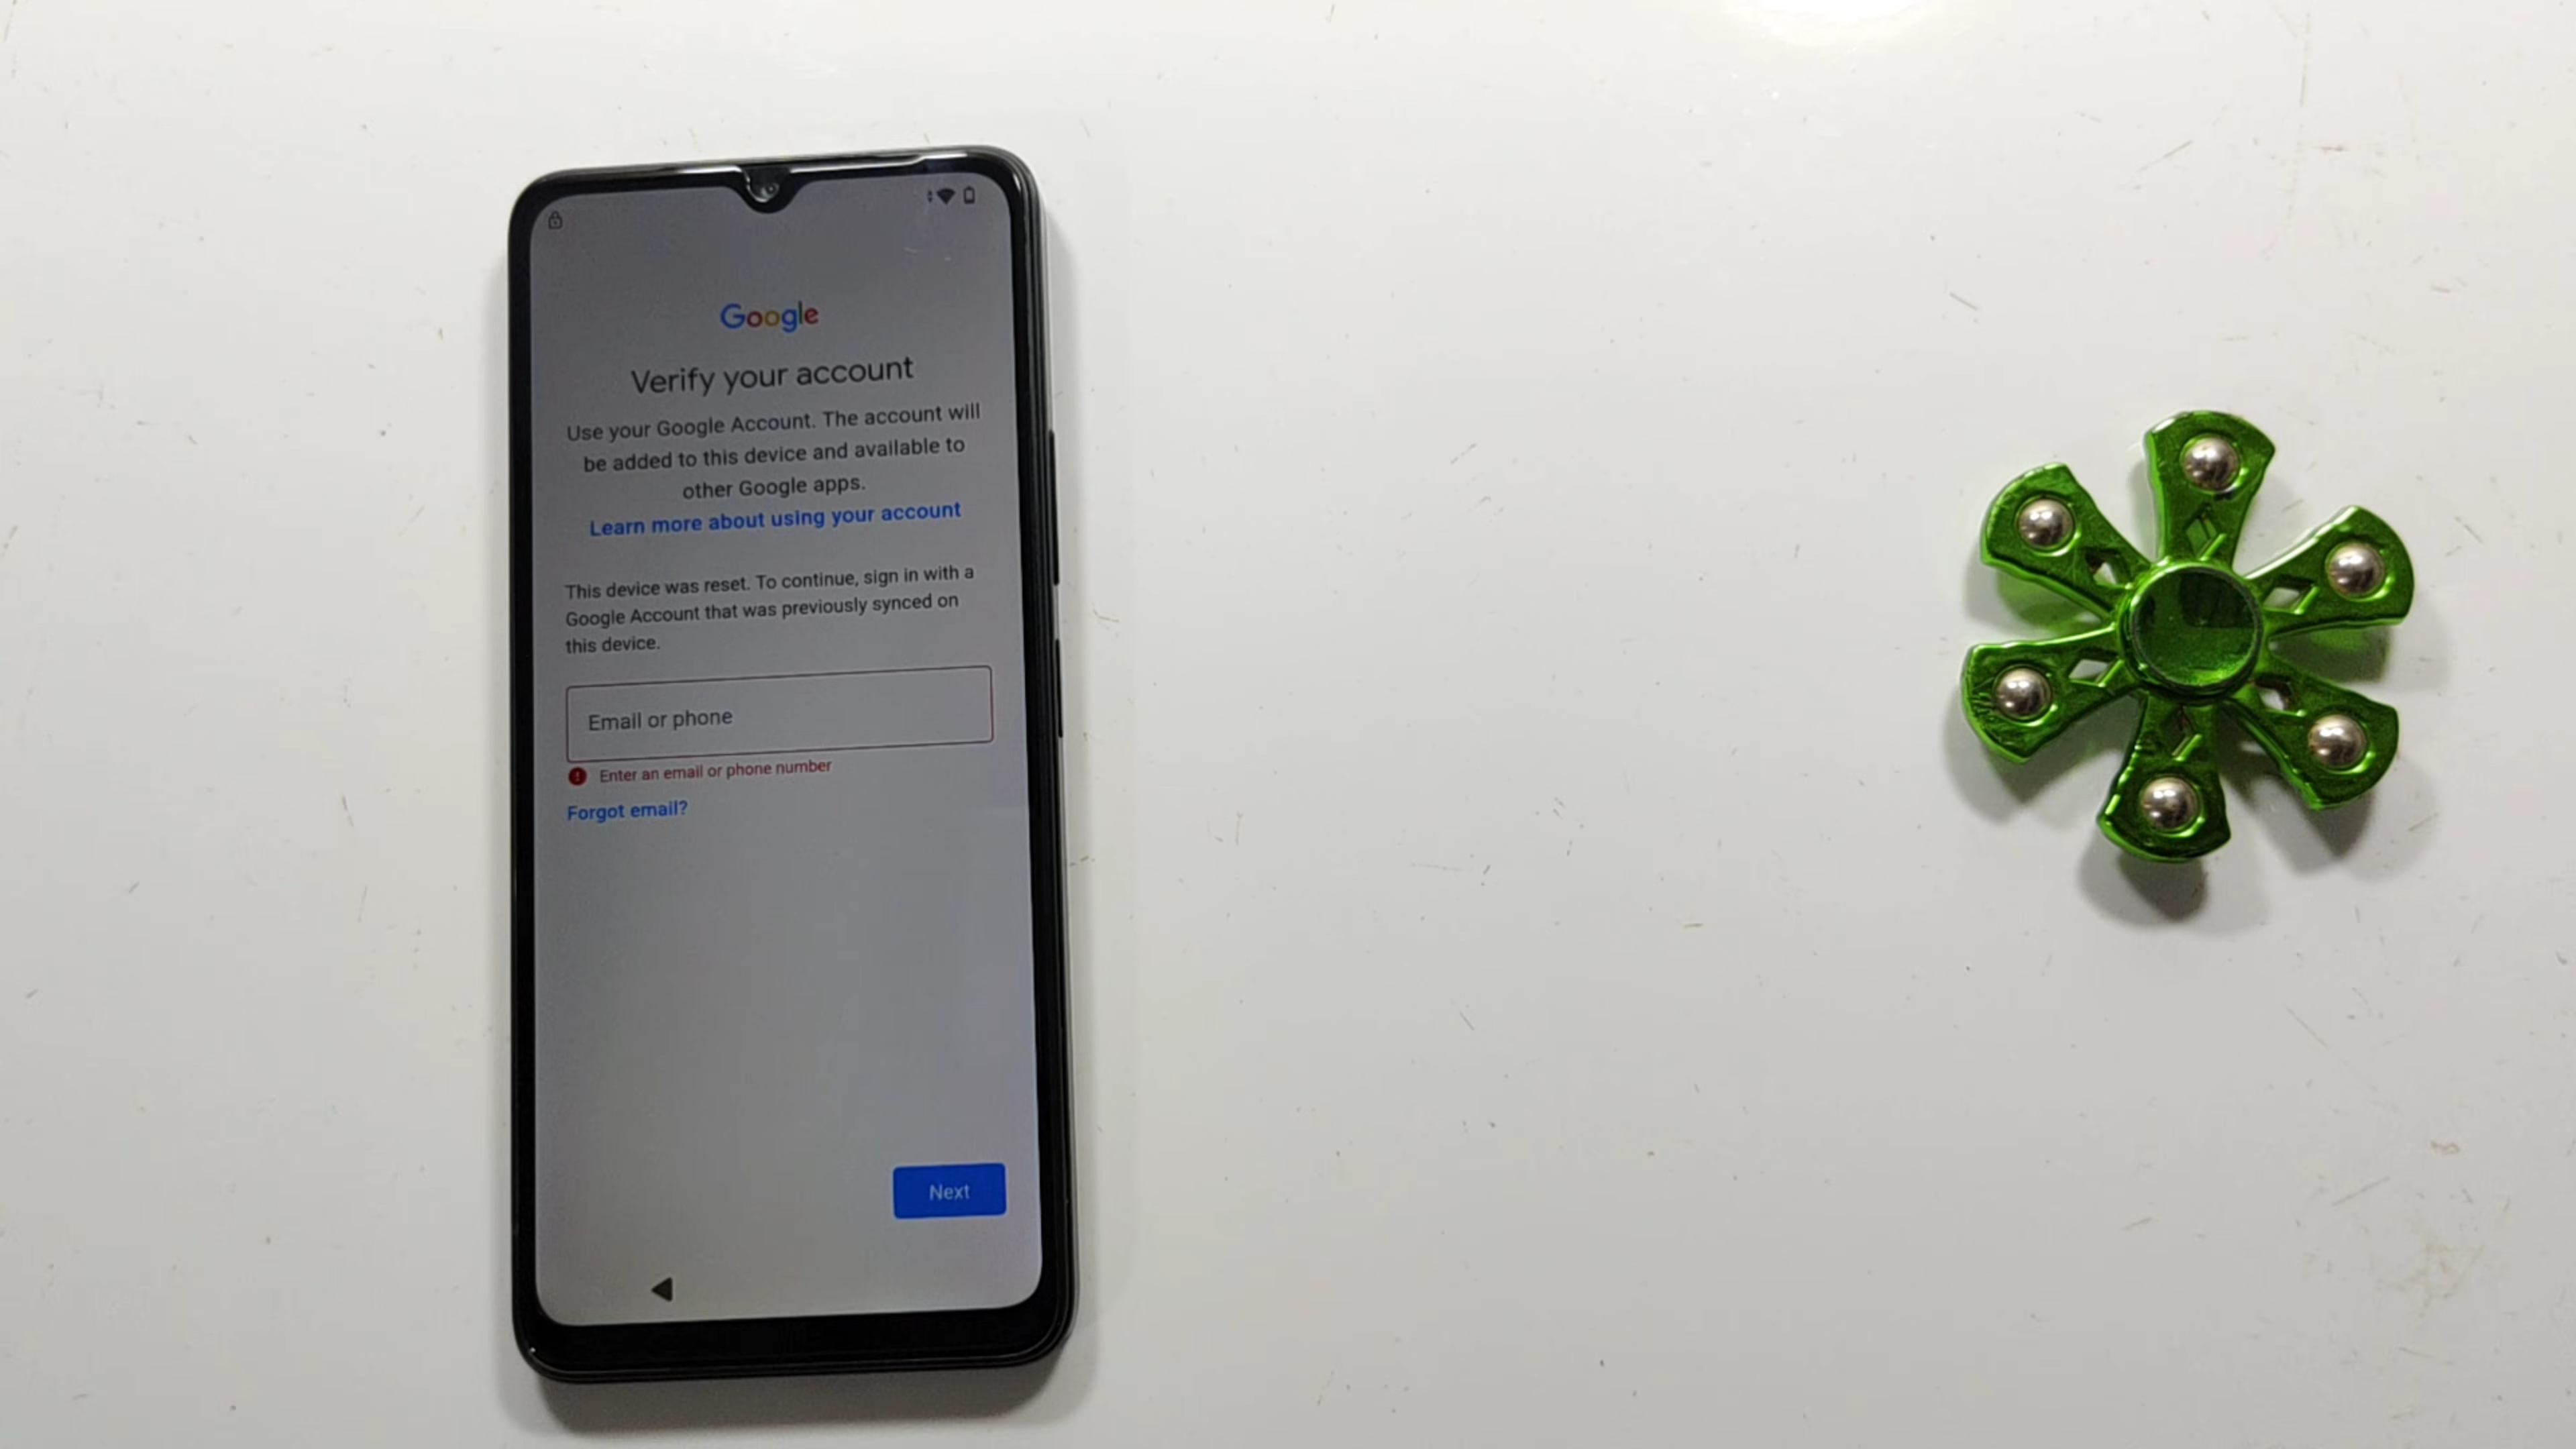 Google
Verify your account
Use your Google Account. The account will
be added to this device and available to
other Google apps.
Learn more about using your account
This device was reset. To continue, sign in with a
Google Account that was previously synced on
this device.
Email or phone
Enter an email or phone number
Forgot email?
Next